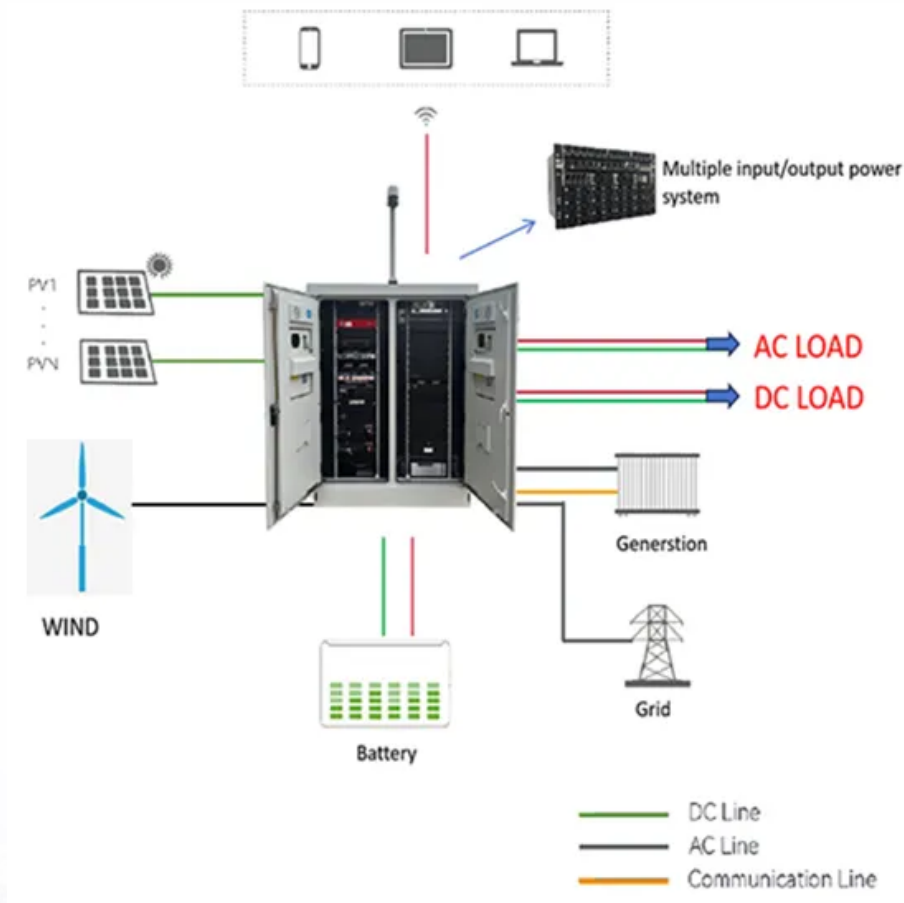 Multiple input/output power
system
PV1
PVN
AC LOAD
DC LOAD
Generstion
WIND
Grid
Battery
DC Line
AC Line
Communication Line